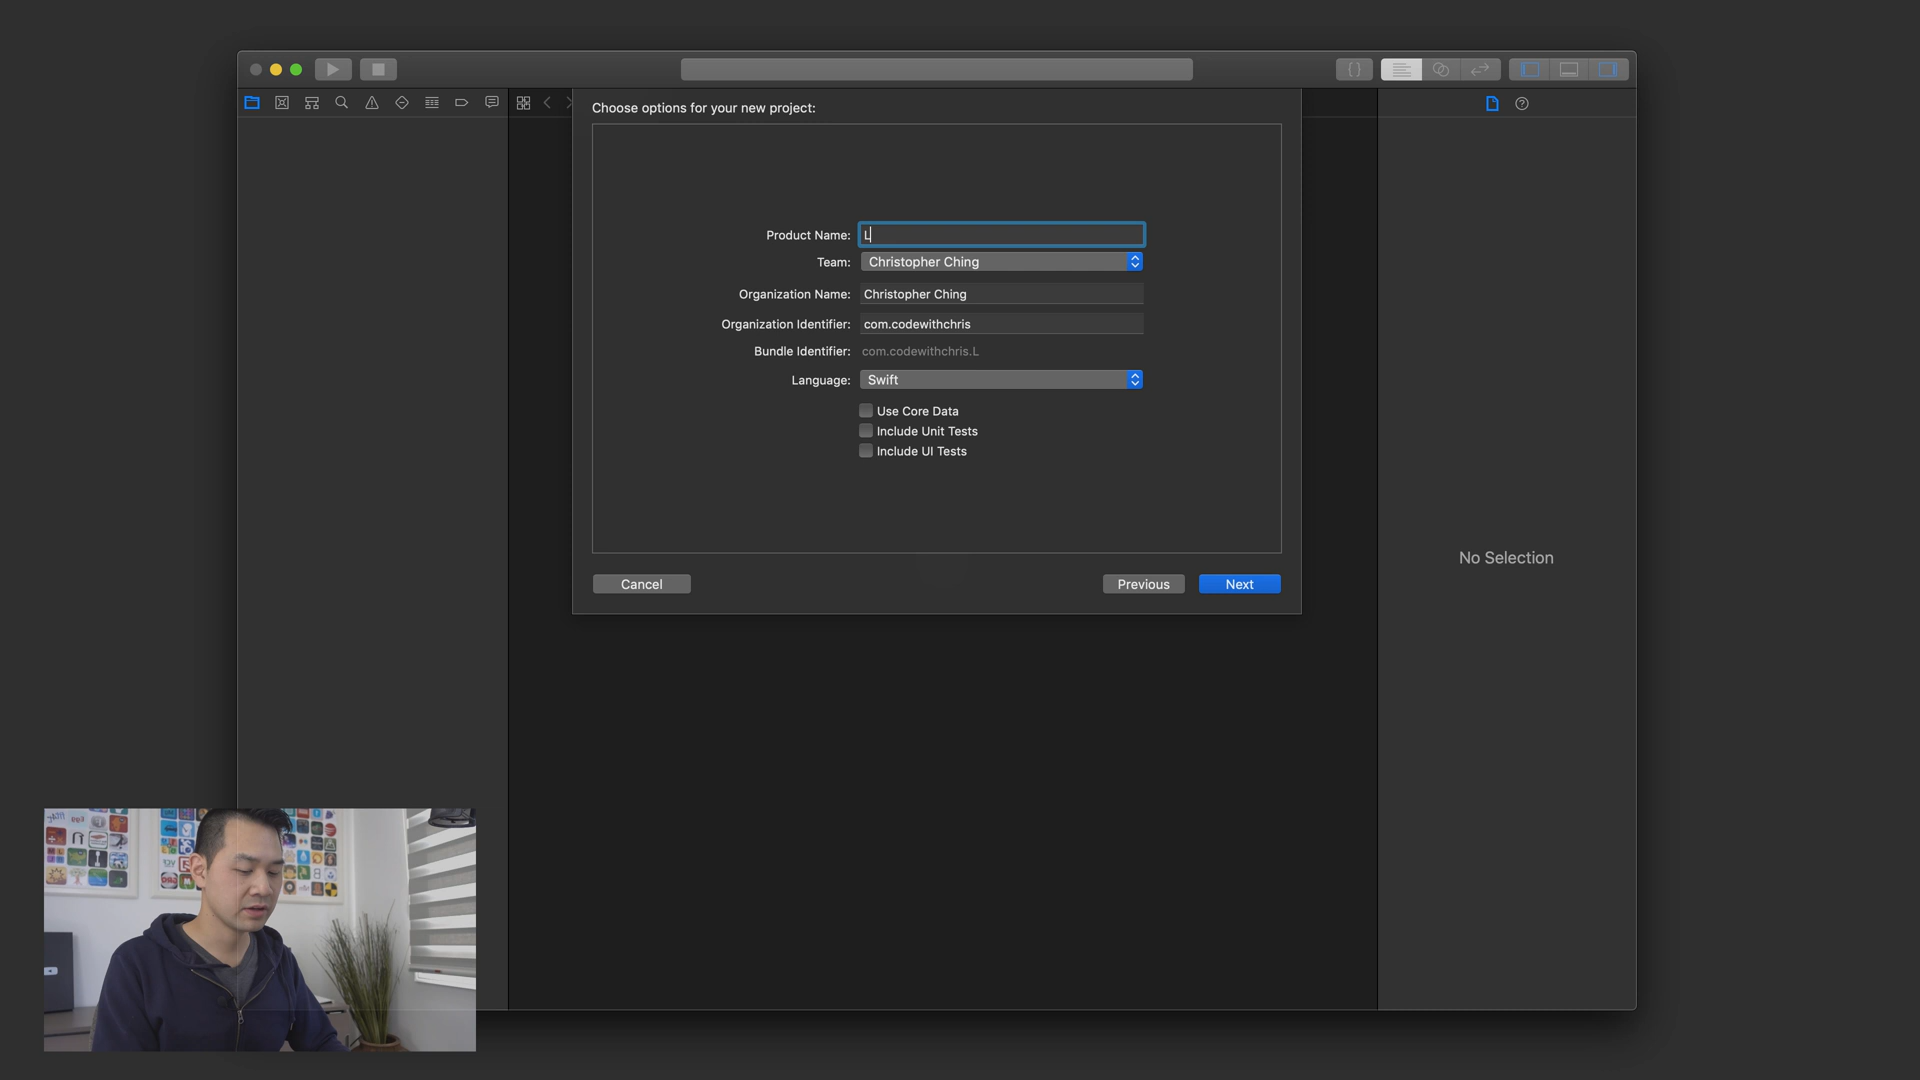 Choose options for your new project:
Product Name: L
Team: Christopher Ching
Organization Name: Christopher Ching
Organization Identifier: com.codewithchris
Bundle Identifier: com.codewithchris.L
Language: Swift
Use Core Data
Include Unit Tests
Include UI Tests
No Selection
Cancel
Previous
Next